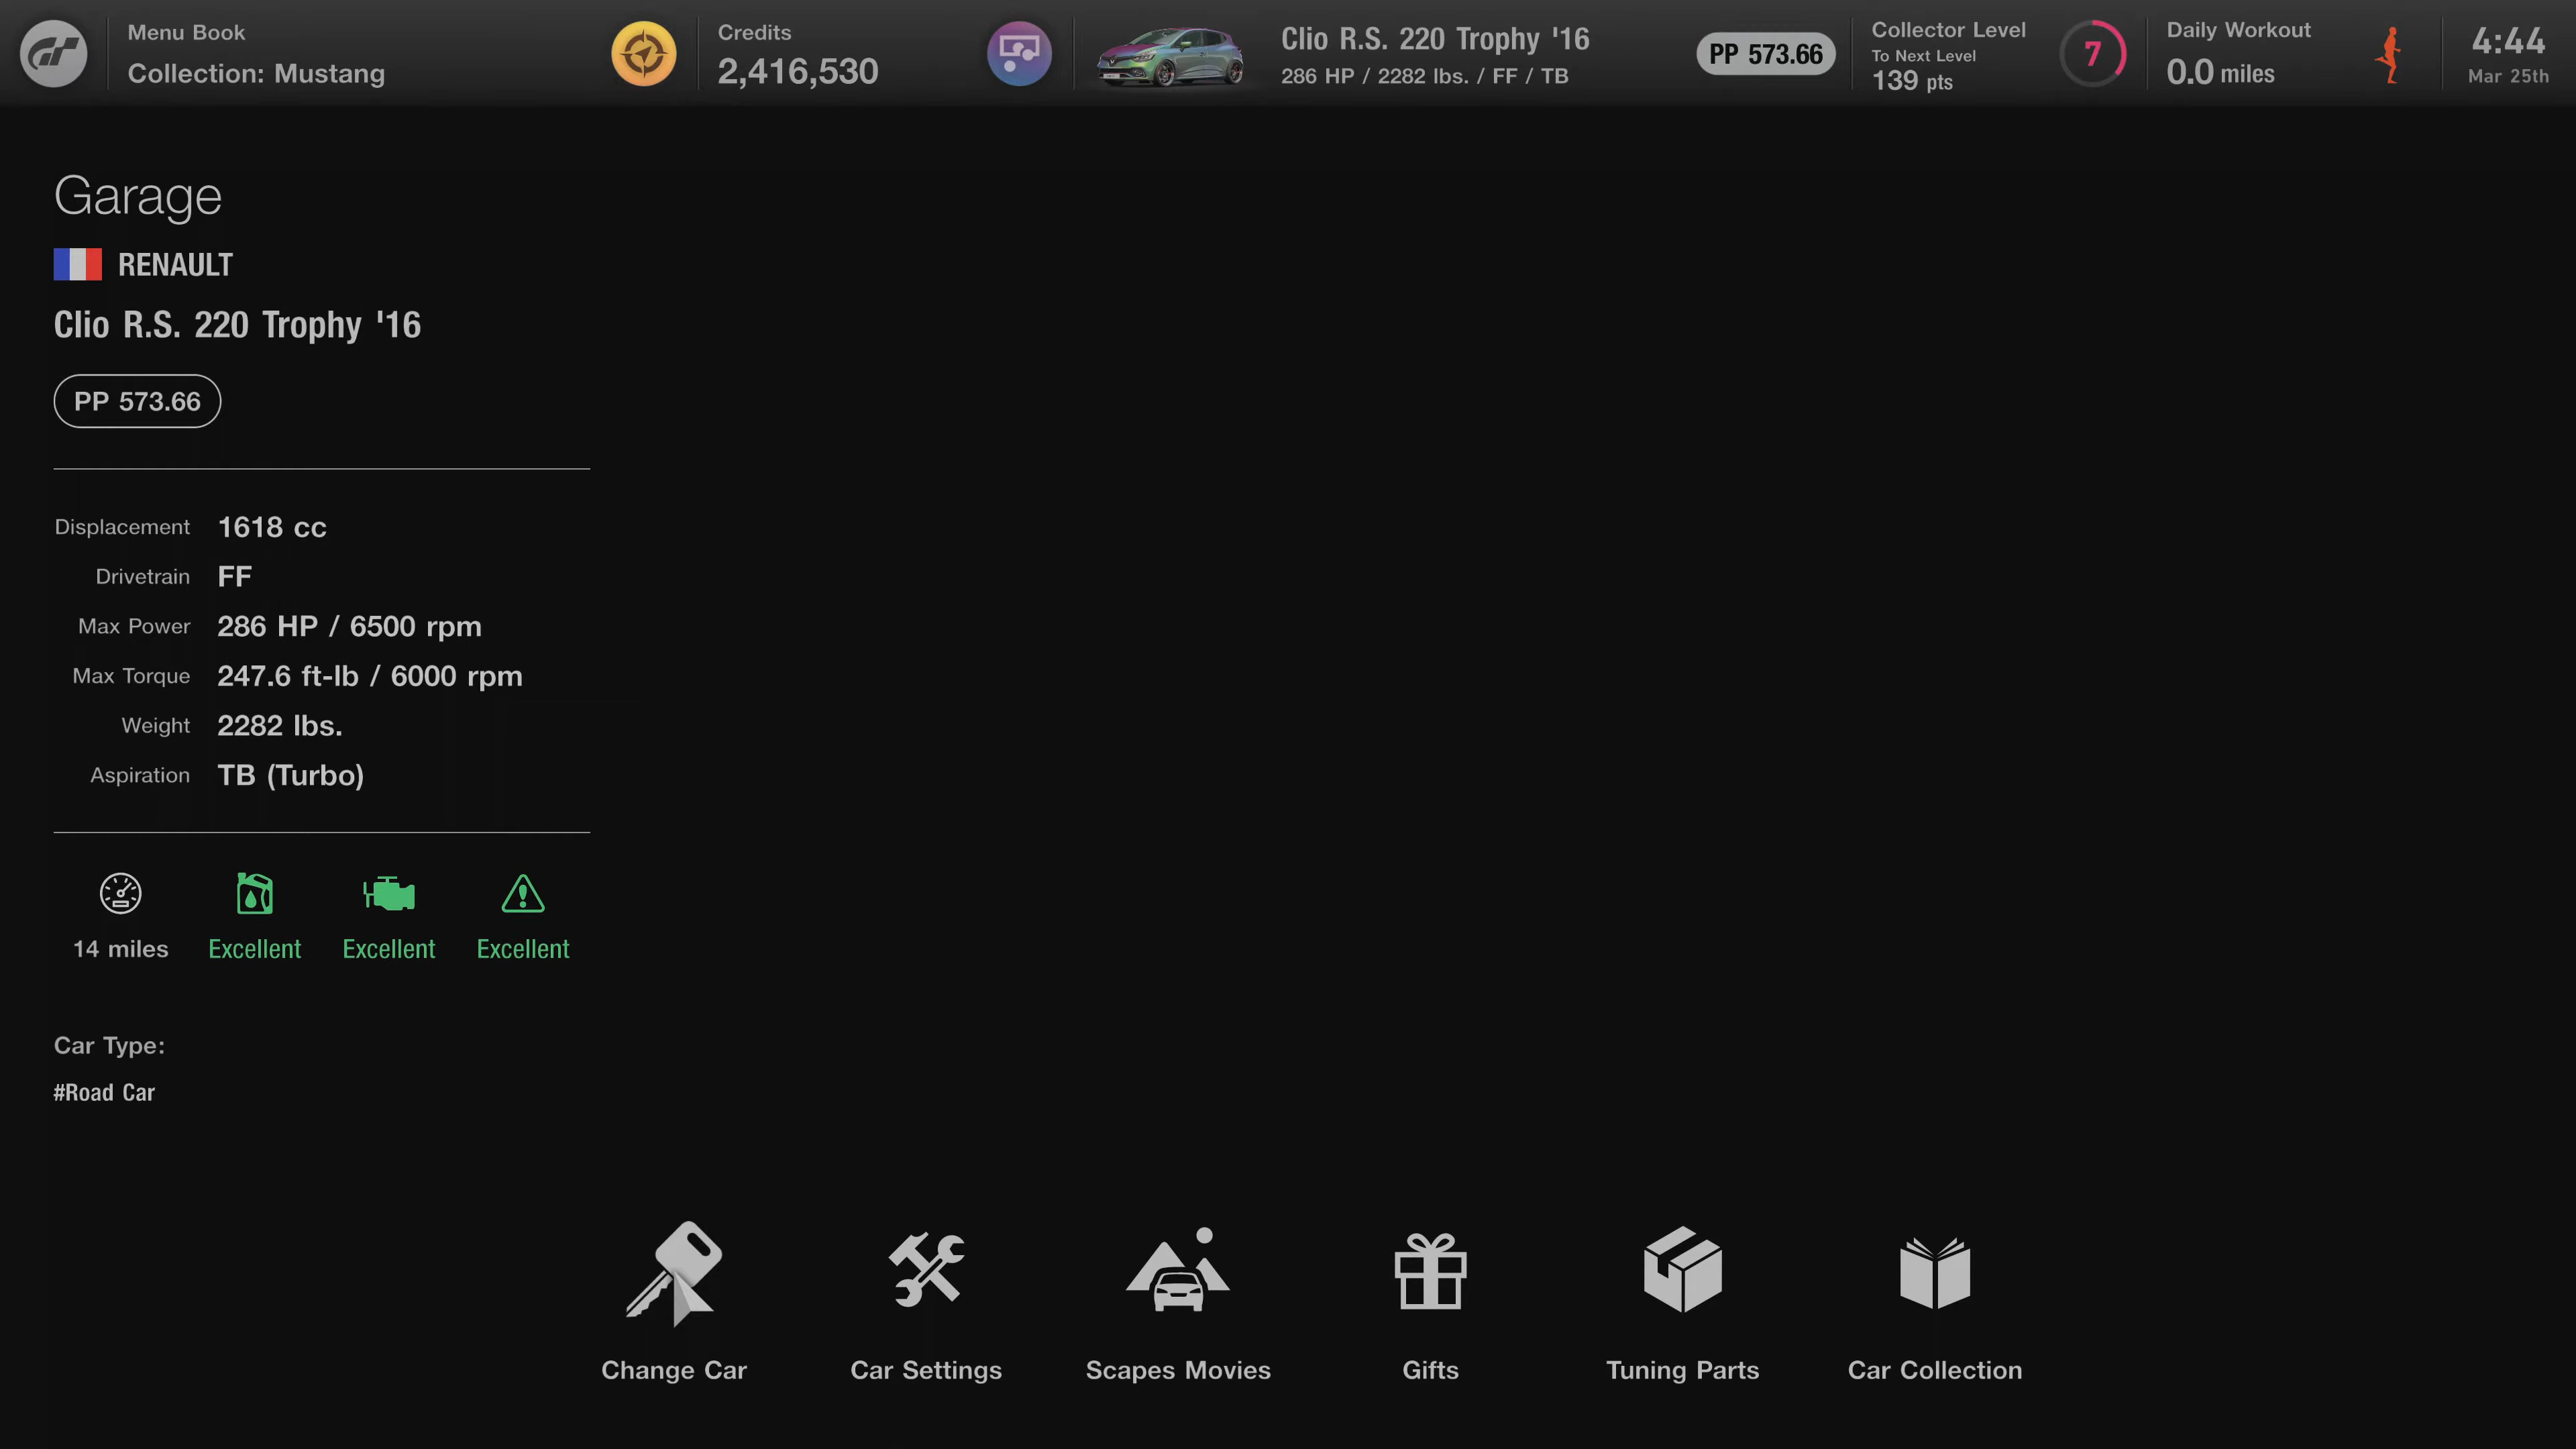 Menu Book
Collection: Mustang
Credits
2,416,530
Clio R.S. 220 Trophy '16
286 HP / 2282 lbs. / FF / TB
PP 573.66
Collector Level
To Next Level
139 pts
7
Daily Workout
0.0 miles
4:44
Mar 25th
Garage
RENAULT
Clio R.S. 220 Trophy '16
PP 573.66
Displacement 1618 cc
Drivetrain FF
Max Power 286 HP / 6500 rpm
Max Torque 247.6 ft-lb / 6000 rpm
Weight 2282 lbs.
Aspiration TB (Turbo)
14 miles Excellent Excellent Excellent
Car Type:
#Road Car
Change Car Car Settings Scapes Movies Gifts Tuning Parts Car Collection